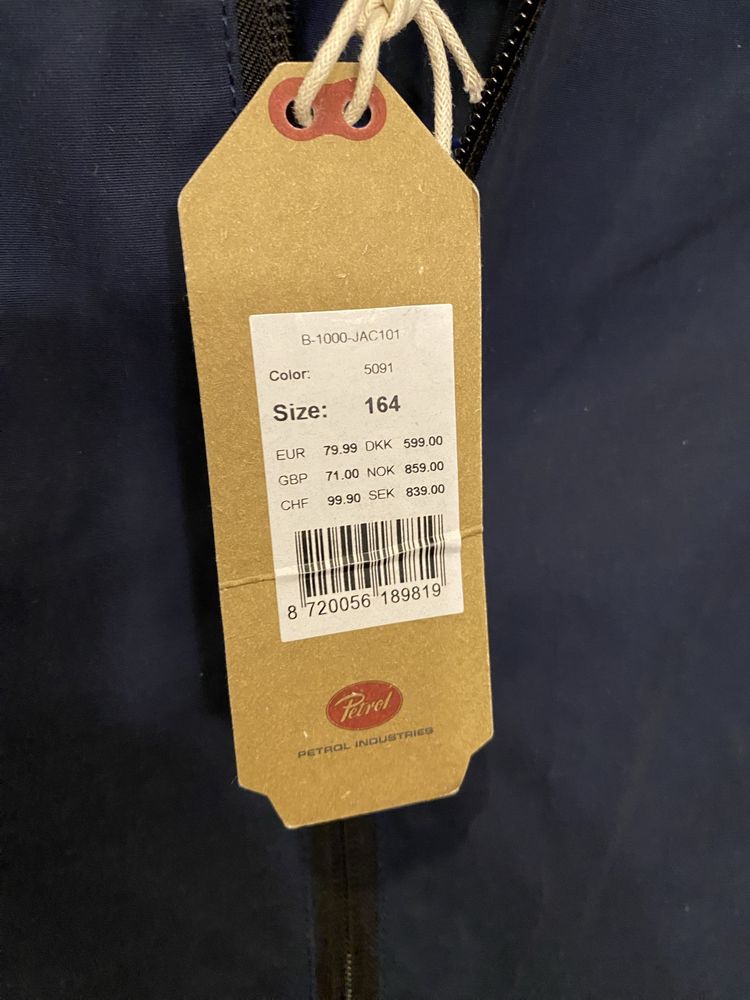 B-1000-JAC101
Color: 5091
Size: 164
EUR 79.99 DKK 599.00
GBP 71.00 NOK 859.00
CHF 99.90 SEK 839.00
8 720056 189819
Petrol
PETROL INDUSTRIES